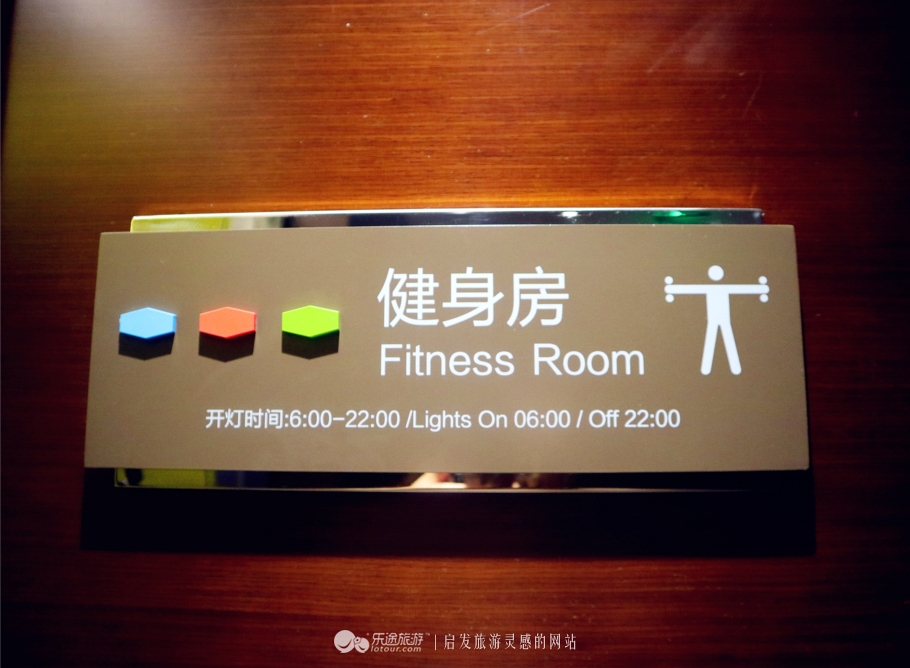 健身房
Fitness Room
开灯时间:6:00-22:00 /Lights On 06:00 / Off 22:00
乐途旅游 | 启发旅游灵感的网站
lotour.com